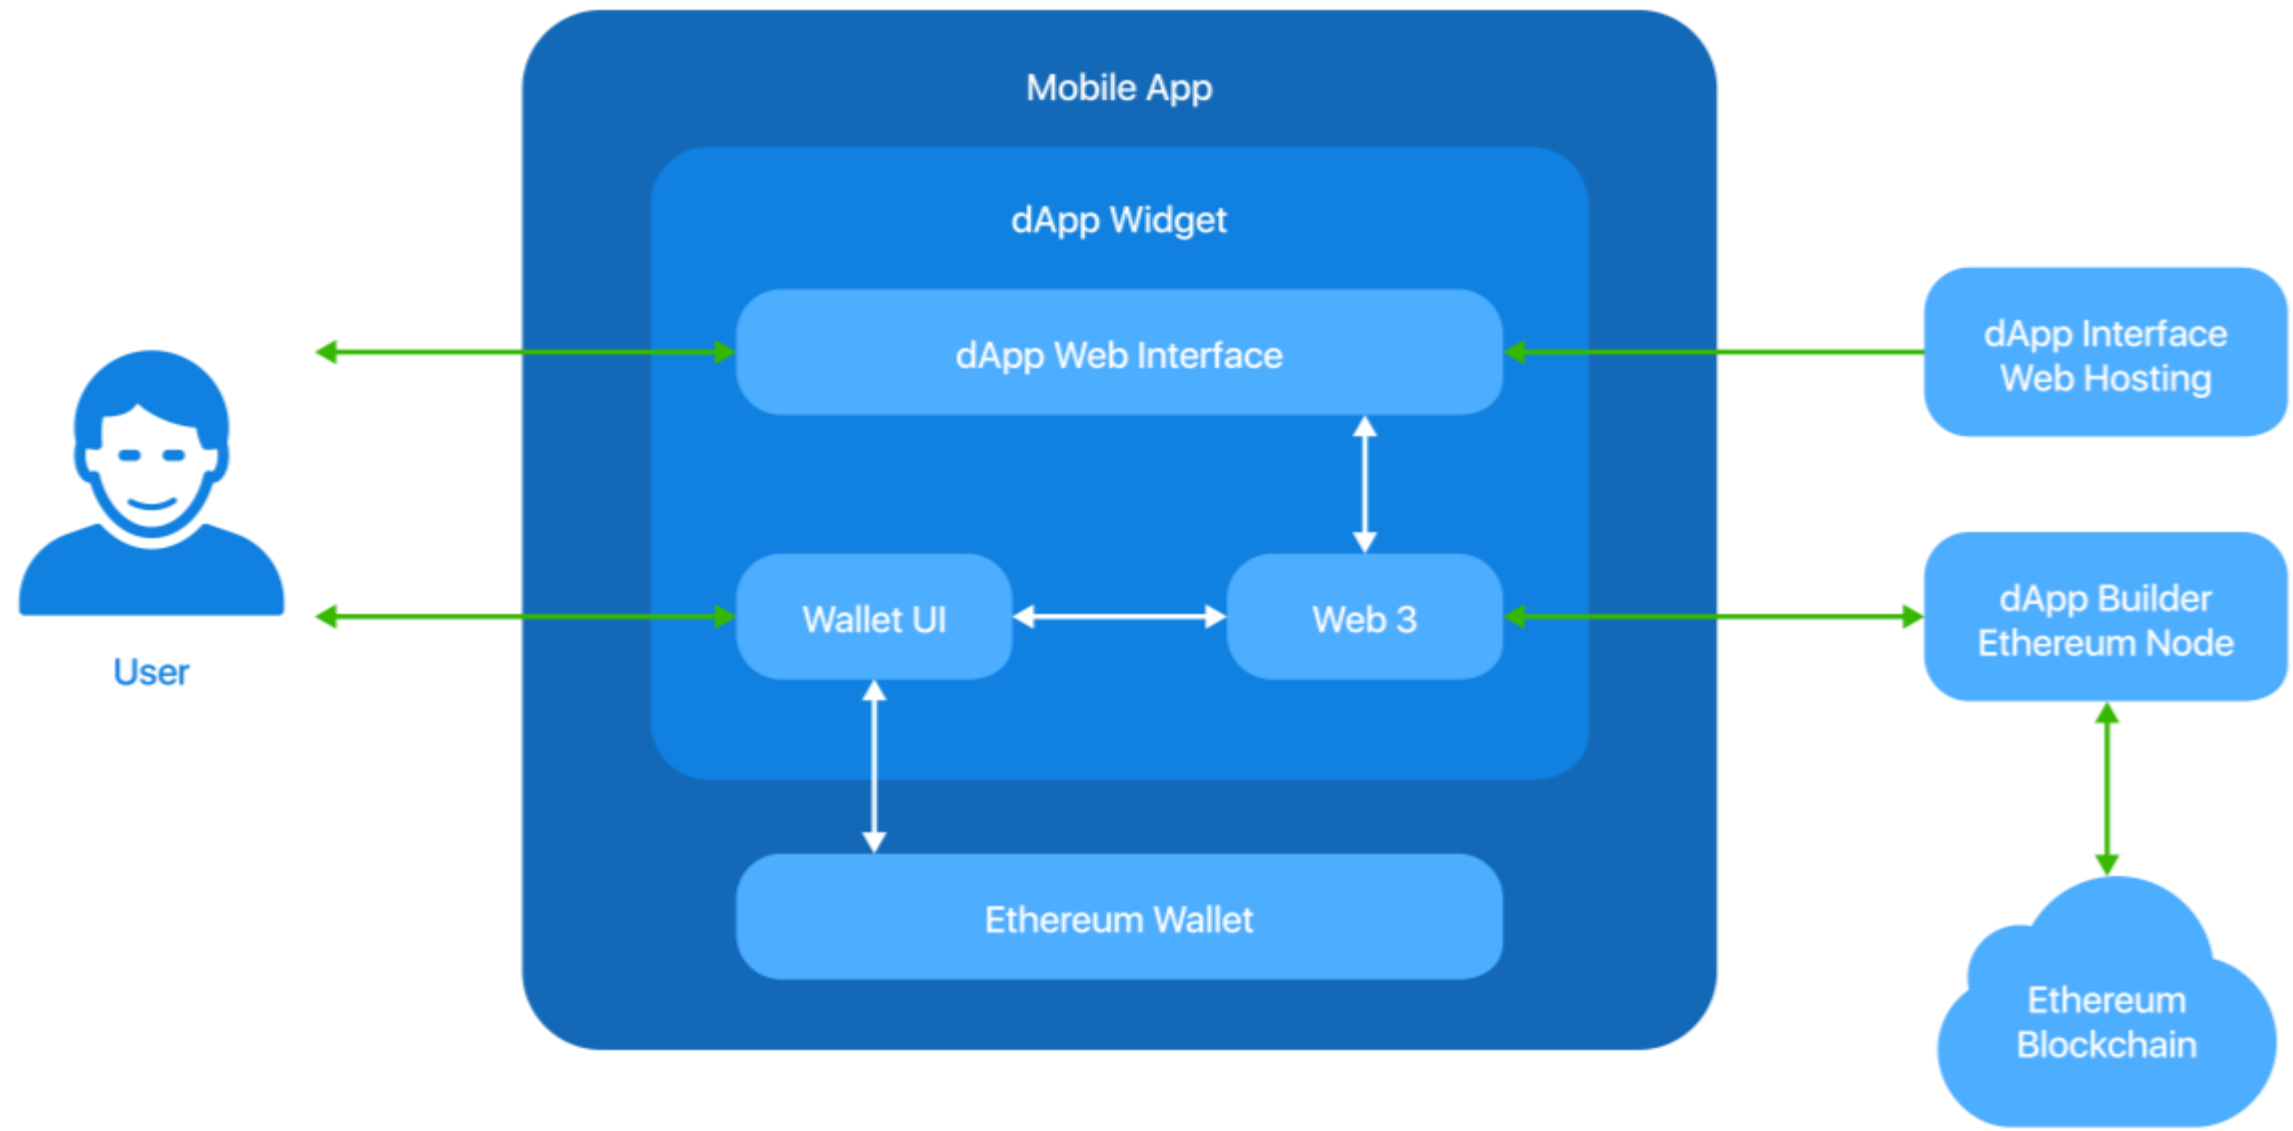 Mobile App
dApp Widget
dApp Web Interface
dApp Interface
Web Hosting
User
Wallet UI
Web 3
dApp Builder
Ethereum Node
Ethereum Wallet
Ethereum
Blockchain